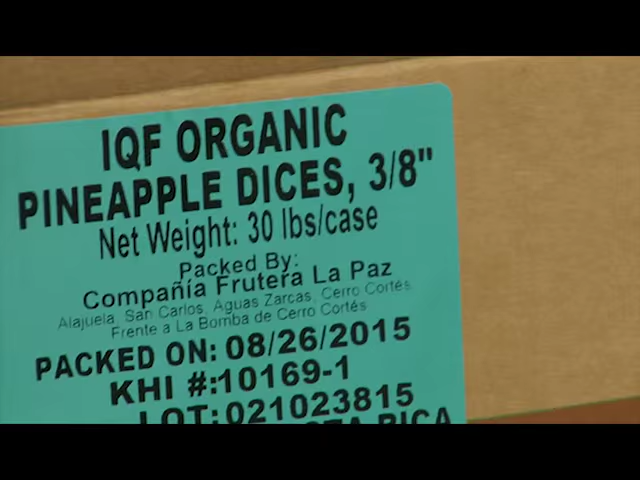 IQF ORGANIC
PINEAPPLE DICES, 3/8"
Net Weight: 30 lbs/case
Packed By:
Compañía Frutera La Paz
Alajuela, San Carlos, Aguas Zarcas, Cerro Cortés
Frente a La Bomba de Cerro Cortés
PACKED ON: 08/26/2015
KHI #:10169-1
LOT: 021023815
RICA